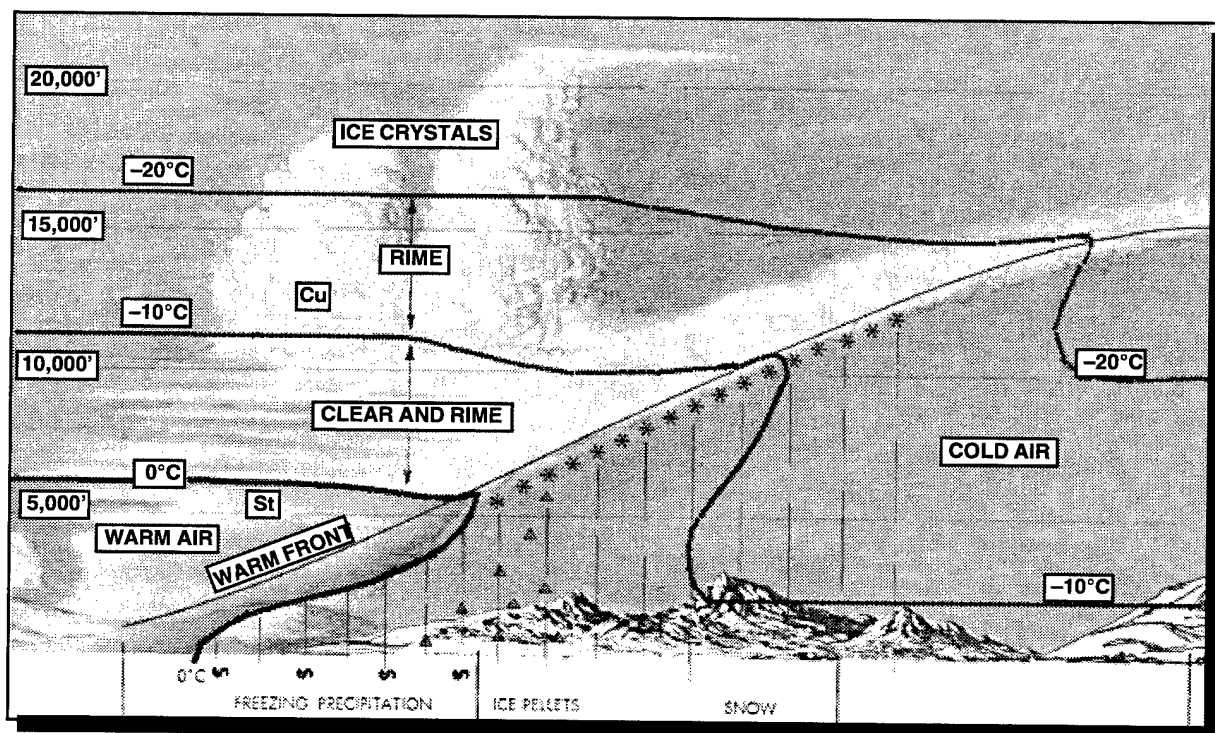 20,000'
ICE CRYSTALS
–20°C
15,000'
RIME
Cu
–10°C
10,000'
–20°C
CLEAR AND RIME
COLD AIR
0°C
5,000'
St
WARM AIR
WARM FRONT
–10°C
0°C
FREEZING PRECIPITATION
ICE PELLETS
SNOW